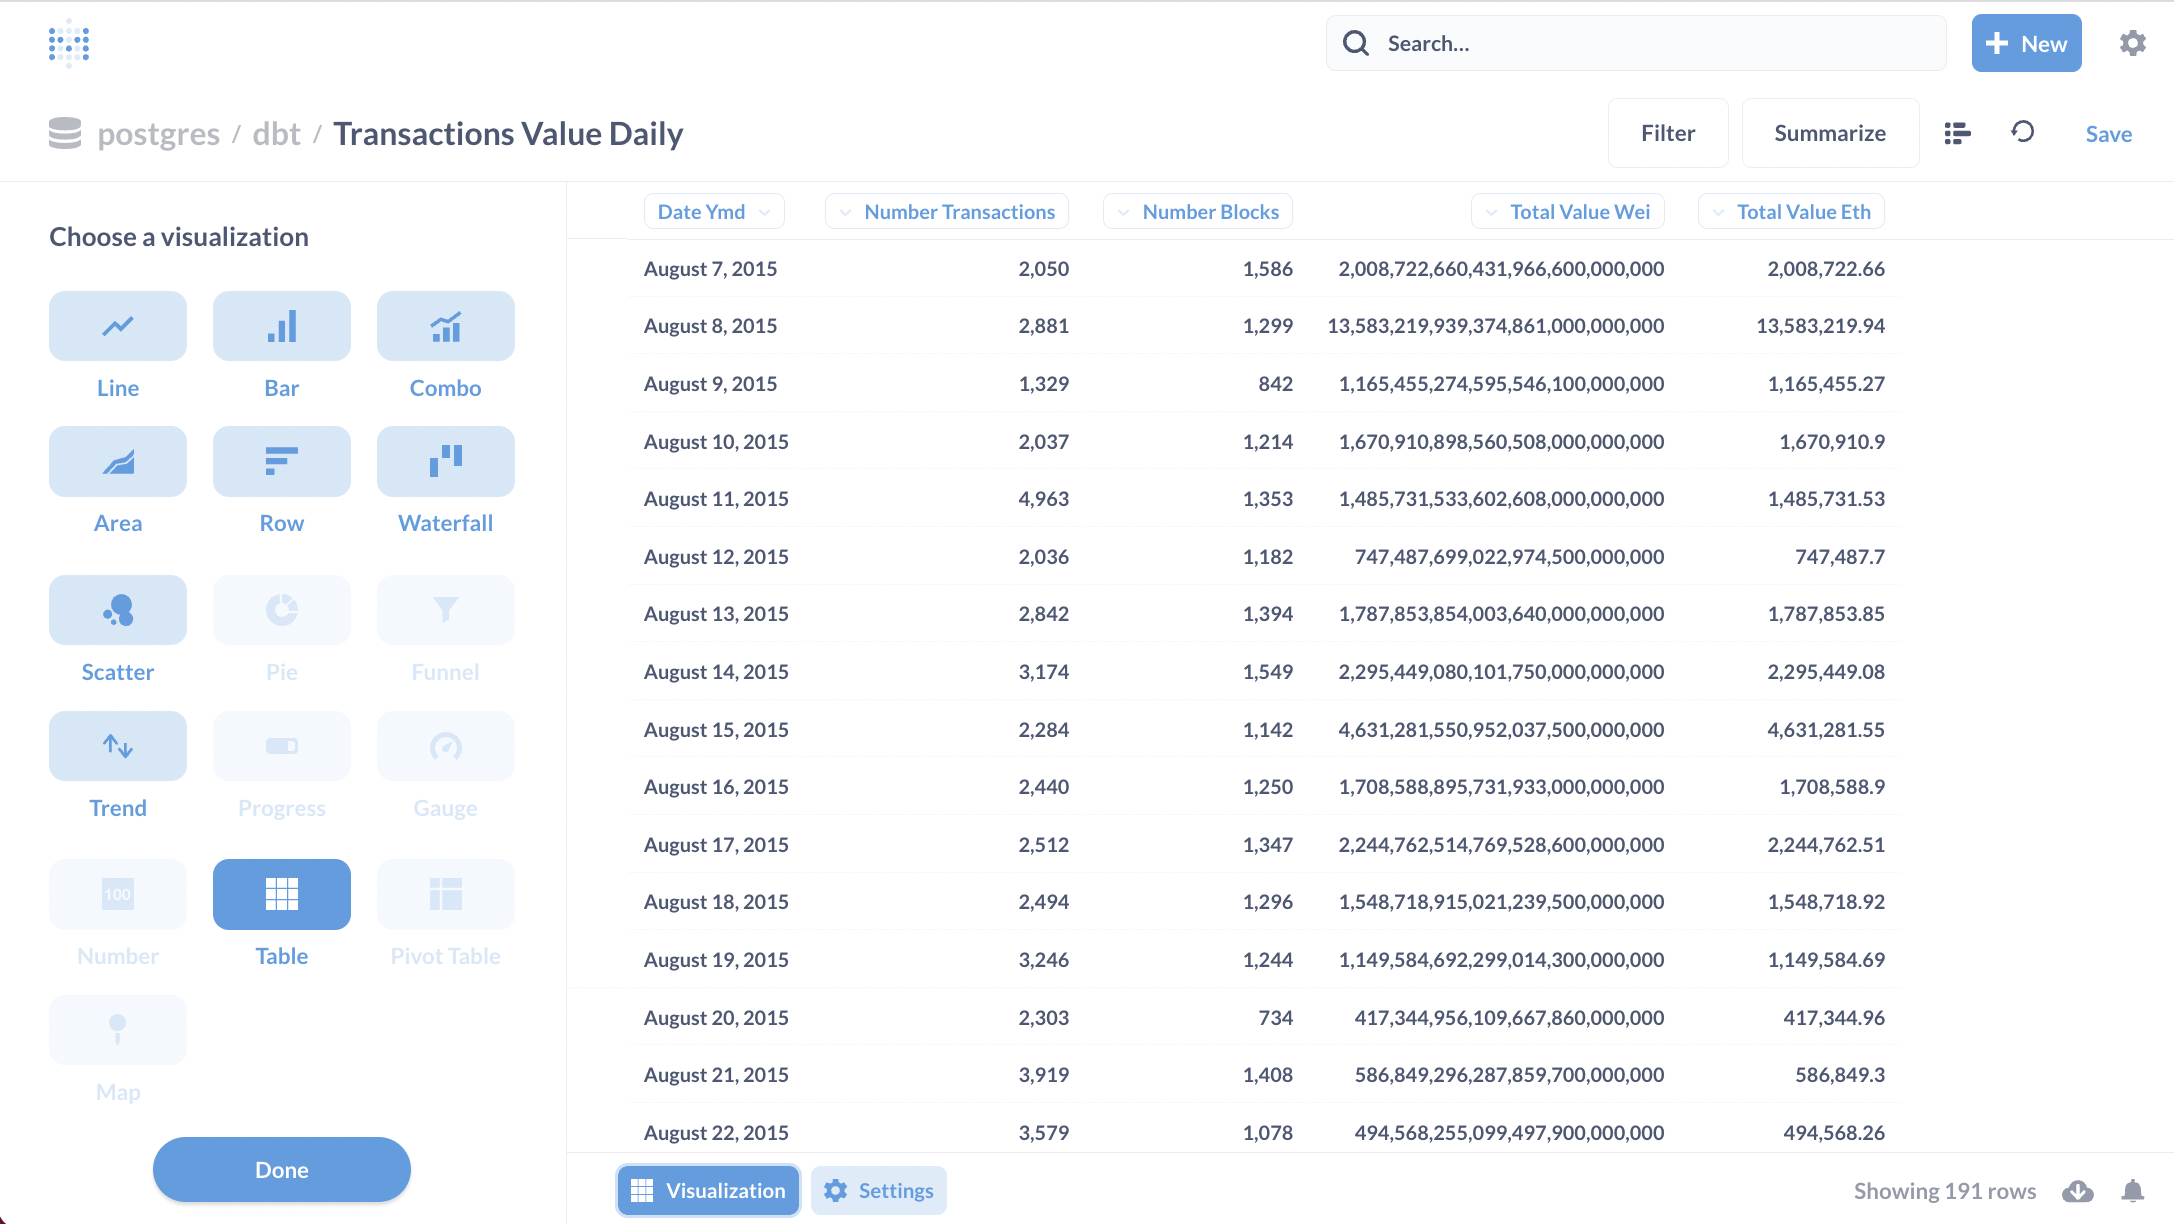 Search...
New
postgres / dbt / Transactions Value Daily
Filter
Summarize
Save
Choose a visualization
Line Bar Combo
Area Row Waterfall
Scatter Pie Funnel
Trend Progress Gauge
100
Number Table Pivot Table
Map
Done
Date Ymd Number Transactions Number Blocks Total Value Wei Total Value Eth
August 7, 2015 2,050 1,586 2,008,722,660,431,966,600,000,000 2,008,722.66
August 8, 2015 2,881 1,299 13,583,219,939,374,861,000,000,000 13,583,219.94
August 9, 2015 1,329 842 1,165,455,274,595,546,100,000,000 1,165,455.27
August 10, 2015 2,037 1,214 1,670,910,898,560,508,000,000,000 1,670,910.9
August 11, 2015 4,963 1,353 1,485,731,533,602,608,000,000,000 1,485,731.53
August 12, 2015 2,036 1,182 747,487,699,022,974,500,000,000 747,487.7
August 13, 2015 2,842 1,394 1,787,853,854,003,640,000,000,000 1,787,853.85
August 14, 2015 3,174 1,549 2,295,449,080,101,750,000,000,000 2,295,449.08
August 15, 2015 2,284 1,142 4,631,281,550,952,037,500,000,000 4,631,281.55
August 16, 2015 2,440 1,250 1,708,588,895,731,933,000,000,000 1,708,588.9
August 17, 2015 2,512 1,347 2,244,762,514,769,528,600,000,000 2,244,762.51
August 18, 2015 2,494 1,296 1,548,718,915,021,239,500,000,000 1,548,718.92
August 19, 2015 3,246 1,244 1,149,584,692,299,014,300,000,000 1,149,584.69
August 20, 2015 2,303 734 417,344,956,109,667,860,000,000 417,344.96
August 21, 2015 3,919 1,408 586,849,296,287,859,700,000,000 586,849.3
August 22, 2015 3,579 1,078 494,568,255,099,497,900,000,000 494,568.26
Visualization
Settings
Showing 191 rows